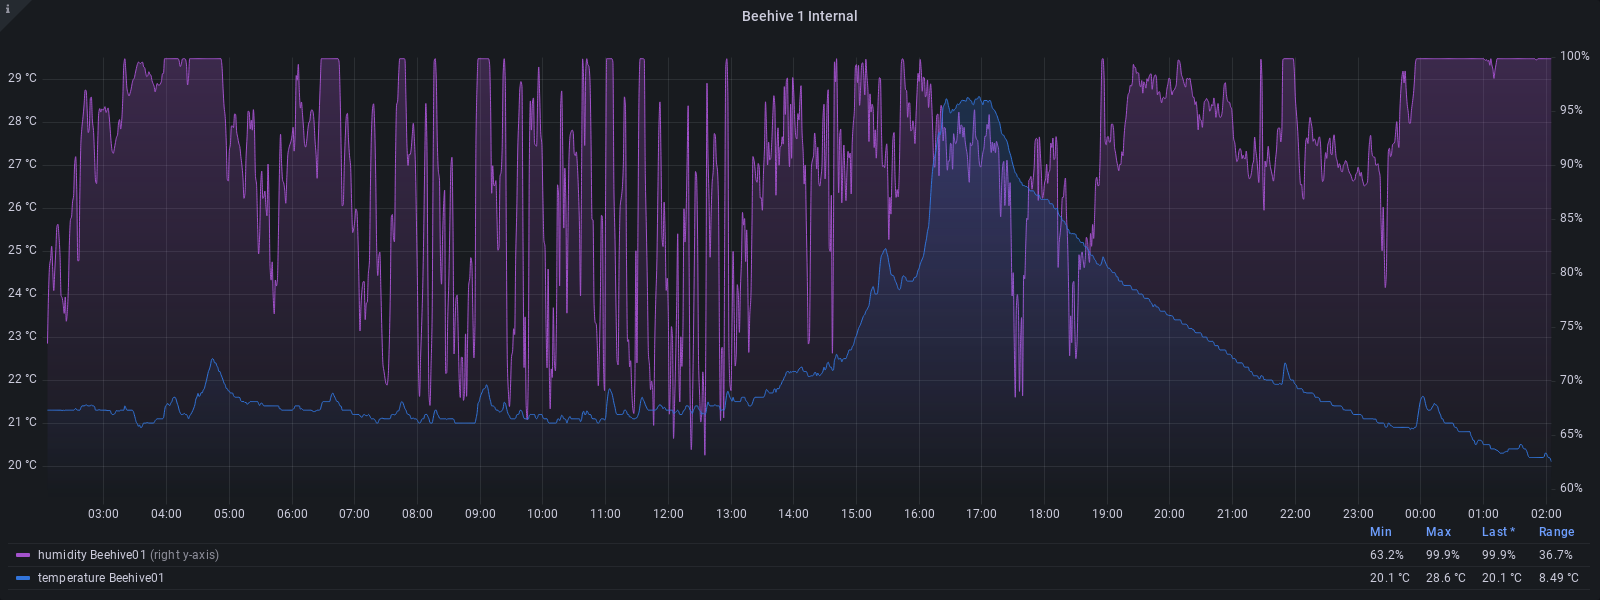 i
Beehive 1 Internal
29 °C
28 °C
27 °C
26 °C
25 °C
24 °C
23 °C
22 °C
21 °C
20 °C
100%
95%
90%
85%
80%
75%
70%
65%
60%
03:00 04:00 05:00 06:00 07:00 08:00 09:00 10:00 11:00 12:00 13:00 14:00 15:00 16:00 17:00 18:00 19:00 20:00 21:00 22:00 23:00 00:00 01:00 02:00
Min Max Last * Range
humidity Beehive01 (right y-axis) 63.2% 99.9% 99.9% 36.7%
temperature Beehive01 20.1 °C 28.6 °C 20.1 °C 8.49 °C